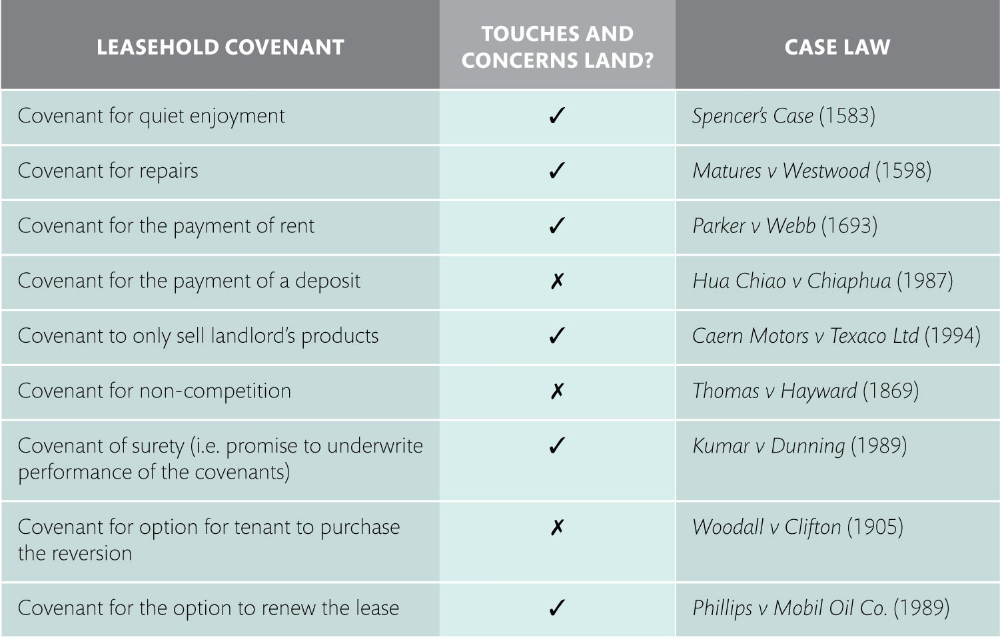 LEASEHOLD COVENANT
TOUCHES AND
CONCERNS LAND?
CASE LAW
Covenant for quiet enjoyment ✓ Spencer's Case (1583)
Covenant for repairs ✓ Matures v Westwood (1598)
Covenant for the payment of rent ✓ Parker v Webb (1693)
Covenant for the payment of a deposit ✗ Hua Chiao v Chiaphua (1987)
Covenant to only sell landlord's products ✓ Caern Motors v Texaco Ltd (1994)
Covenant for non-competition ✗ Thomas v Hayward (1869)
Covenant of surety (i.e. promise to underwrite
performance of the covenants) ✓ Kumar v Dunning (1989)
Covenant for option for tenant to purchase
the reversion ✗ Woodall v Clifton (1905)
Covenant for the option to renew the lease ✓ Phillips v Mobil Oil Co. (1989)